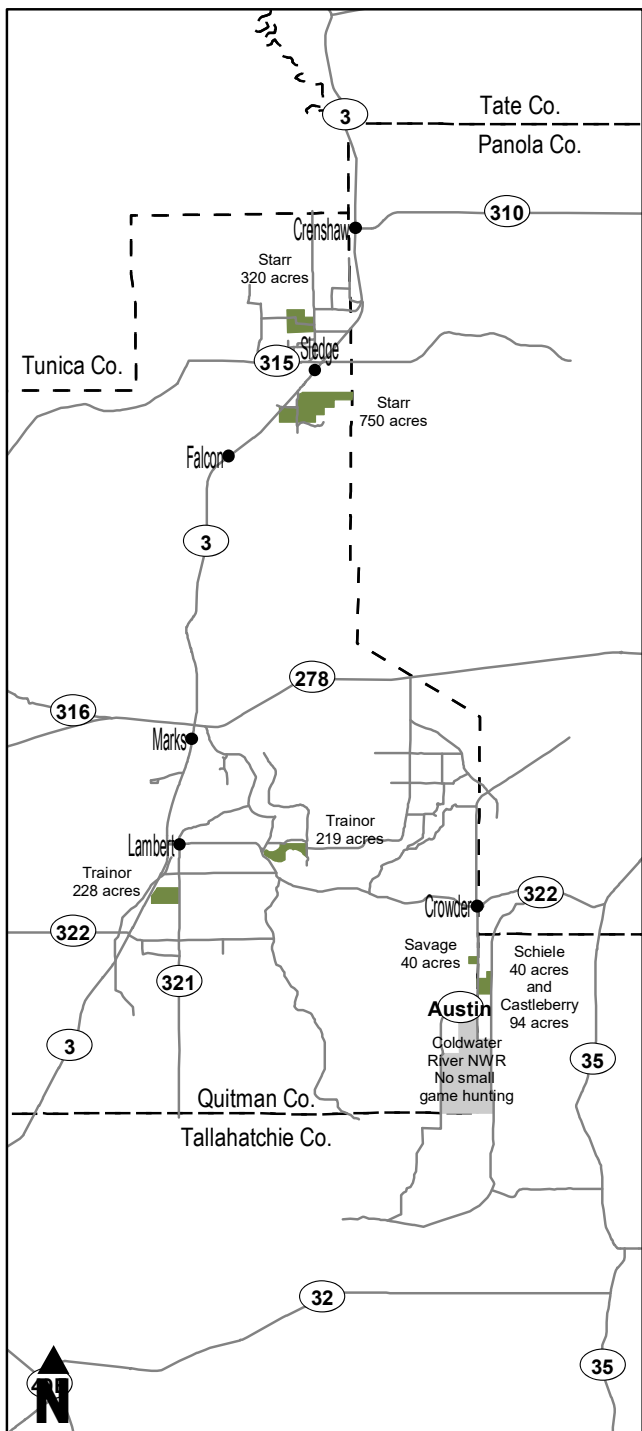 3
Tate Co.
Panola Co.
310
Crenshaw
Starr
320 acres
Tunica Co.
315
Sledge
Starr
750 acres
Falcon
3
278
316
Marks
Trainor
219 acres
Lambert
Trainor
228 acres
Crowder
322
322
Savage
40 acres
Schiele
40 acres
and
Castleberry
94 acres
321
Austin
Coldwater
River NWR
No small
game hunting
3
35
Quitman Co.
Tallahatchie Co.
32
35
N